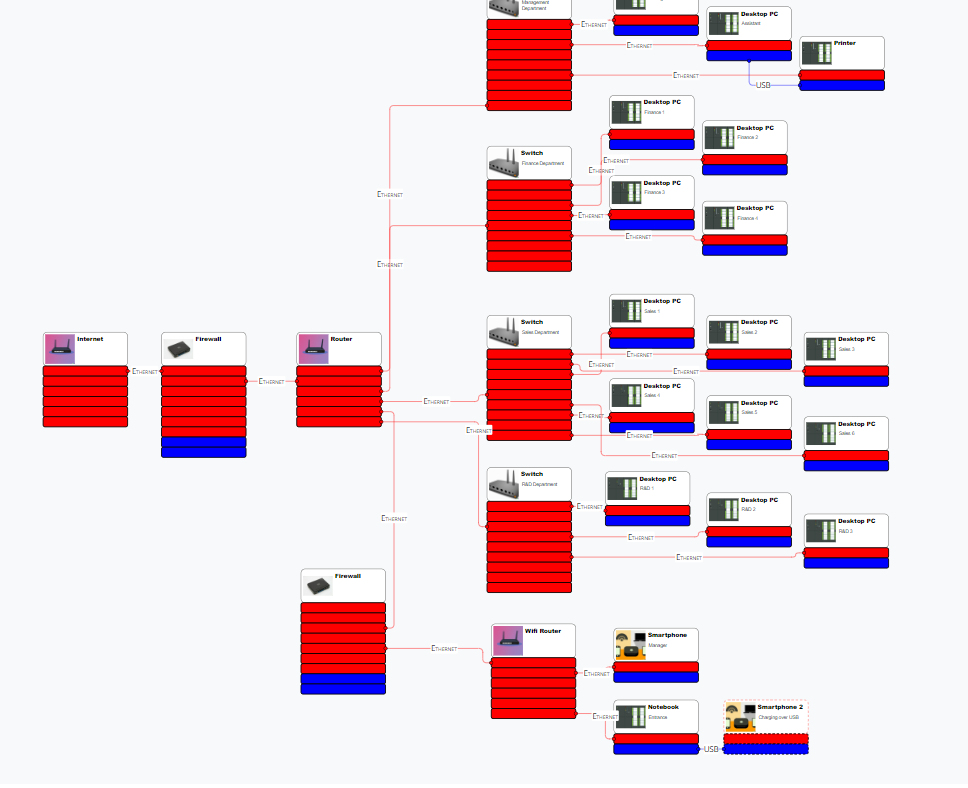 Management
Department
ETHERNET
Desktop PC
Assistant
ETHERNET
Printer
ETHERNET
USB
Desktop PC
Finance 1
Desktop PC
Finance 2
Switch
Finance Department
ETHERNET
ETHERNET
Desktop PC
Finance 3
ETHERNET
ETHERNET
Desktop PC
Finance 4
ETHERNET
ETHERNET
Internet
ETHERNET
Firewall
ETHERNET
Router
ETHERNET
ETHERNET
ETHERNET
Switch
Sales Department
Desktop PC
Sales 1
Desktop PC
Sales 2
Desktop PC
Sales 3
ETHERNET
ETHERNET
ETHERNET
Desktop PC
Sales 4
Desktop PC
Sales 5
Desktop PC
Sales 6
ETHERNET
ETHERNET
ETHERNET
Switch
R&D Department
Desktop PC
R&D 1
Desktop PC
R&D 2
Desktop PC
R&D 3
ETHERNET
ETHERNET
ETHERNET
Firewall
ETHERNET
Wifi Router
ETHERNET
Smartphone
Manager
ETHERNET
Notebook
Entrance
USB
Smartphone 2
Charging over USB